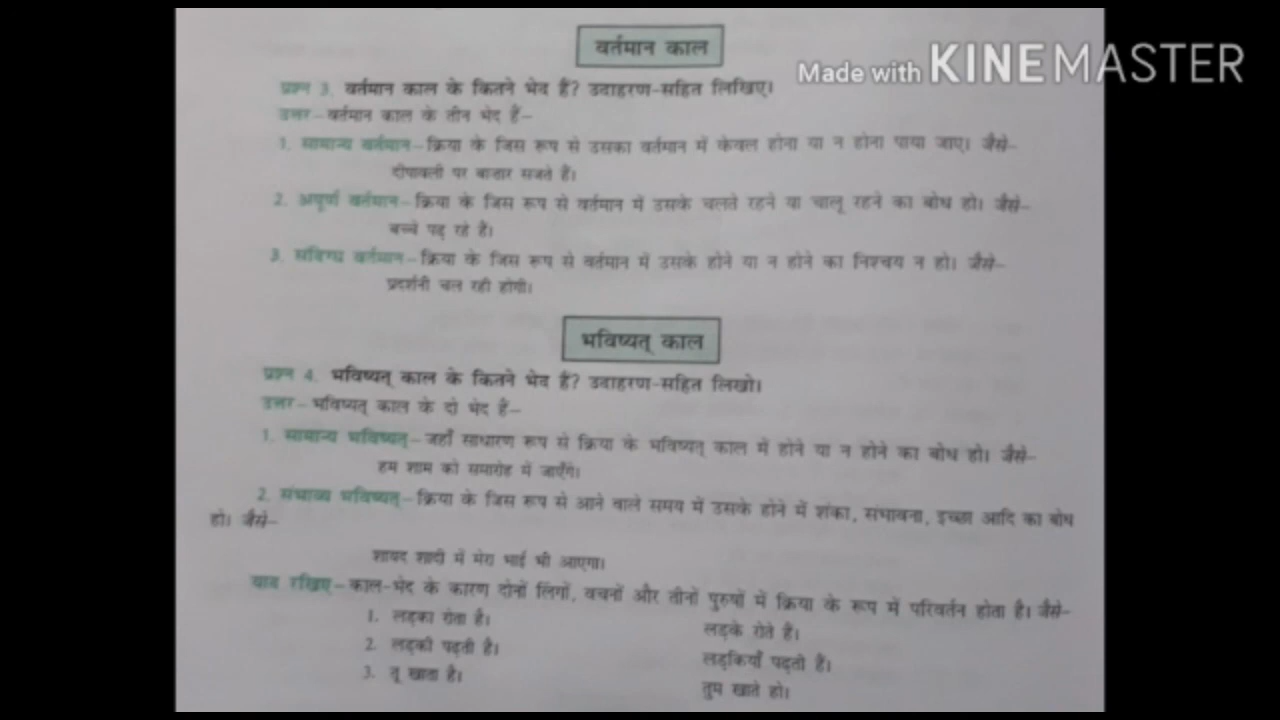 वर्तमान काल
Made with KINEMASTER
प्रश्न 3. वर्तमान काल के कितने भेद हैं? उदाहरण-सहित लिखिए।
उत्तर–वर्तमान काल के तीन भेद हैं–
1. सामान्य वर्तमान–क्रिया के जिस रूप से उसका वर्तमान में केवल होना या न होना पाया जाए। जैसे–
दीपावली पर बाज़ार सजते हैं।
2. अपूर्ण वर्तमान–क्रिया के जिस रूप से वर्तमान में उसके चलते रहने या चालू रहने का बोध हो। जैसे–
बच्चे पढ़ रहे हैं।
3. संदिग्ध वर्तमान–क्रिया के जिस रूप से वर्तमान में उसके होने या न होने का निश्चय न हो। जैसे–
प्रदर्शनी चल रही होगी।
भविष्यत् काल
प्रश्न 4. भविष्यत् काल के कितने भेद हैं? उदाहरण-सहित लिखो।
उत्तर–भविष्यत् काल के दो भेद हैं–
1. सामान्य भविष्यत्–जहाँ साधारण रूप से क्रिया के भविष्यत् काल में होने या न होने का बोध हो। जैसे–
हम शाम को समारोह में जाएँगे।
2. संभाव्य भविष्यत्–क्रिया के जिस रूप से आने वाले समय में उसके होने में शंका, संभावना, इच्छा आदि का बोध
हो। जैसे–
शायद शादी में मेरा भाई भी आएगा।
याद रखिए–काल-भेद के कारण दोनों लिंगों, वचनों और तीनों पुरुषों में क्रिया के रूप में परिवर्तन होता है। जैसे–
1. लड़का रोता है। लड़के रोते हैं।
2. लड़की पढ़ती है। लड़कियाँ पढ़ती हैं।
3. तू खाता है। तुम खाते हो।